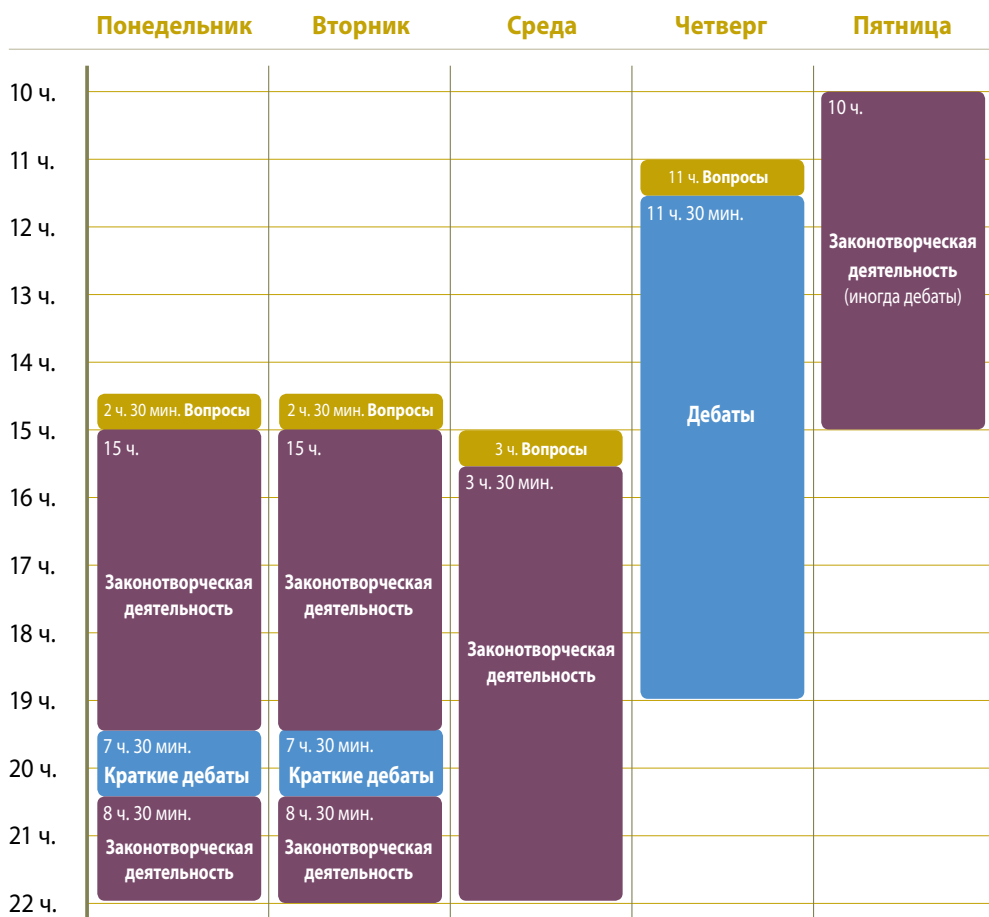 Понедельник Вторник Среда Четверг Пятница
10 ч.
11 ч.
12 ч.
13 ч.
14 ч.
15 ч.
16 ч.
17 ч.
18 ч.
19 ч.
20 ч.
21 ч.
22 ч.
2 ч. 30 мин. Вопросы
15 ч.
Законотворческая
деятельность
7 ч. 30 мин.
Краткие дебаты
8 ч. 30 мин.
Законотворческая
деятельность
2 ч. 30 мин. Вопросы
15 ч.
Законотворческая
деятельность
7 ч. 30 мин.
Краткие дебаты
8 ч. 30 мин.
Законотворческая
деятельность
3 ч. Вопросы
3 ч. 30 мин.
Законотворческая
деятельность
11 ч. Вопросы
11 ч. 30 мин.
Дебаты
10 ч.
Законотворческая
деятельность
(иногда дебаты)